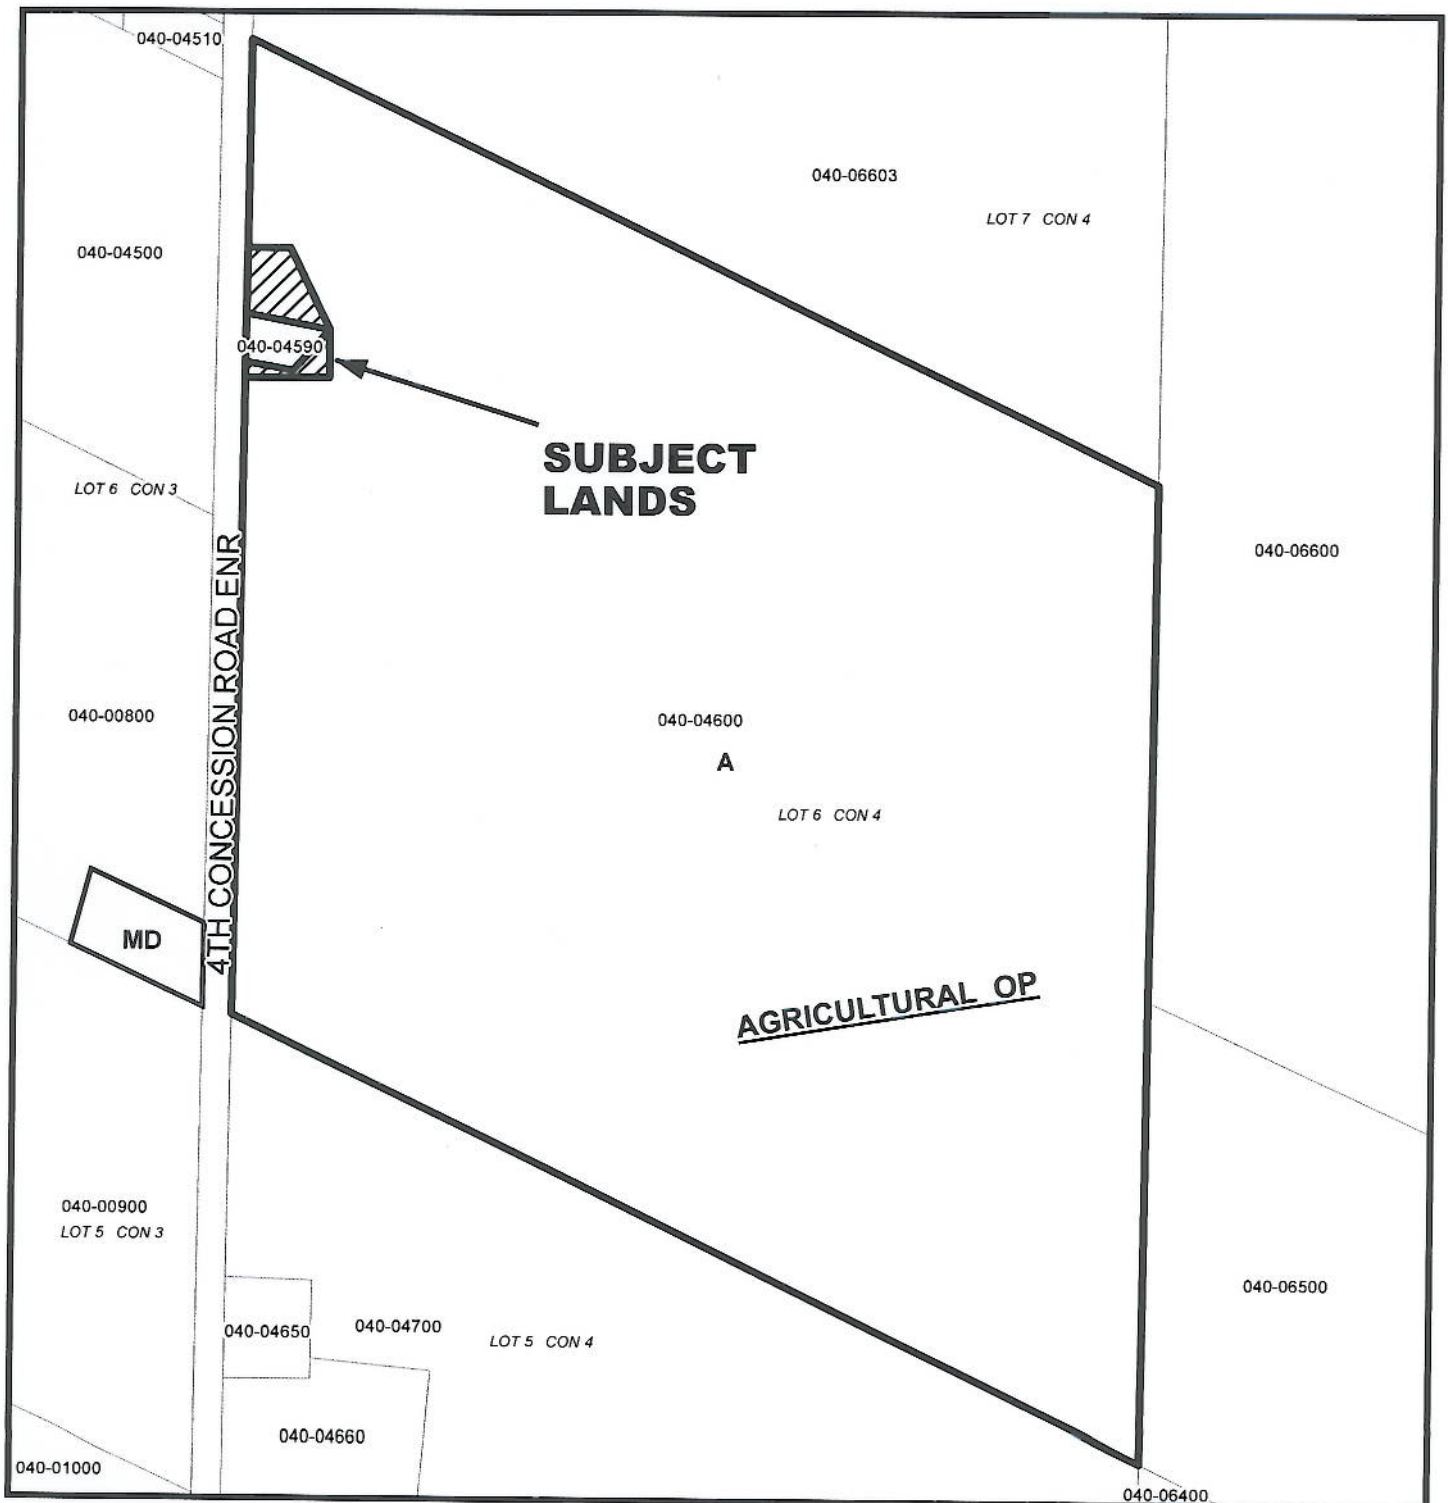 040-04510
040-06603
LOT 7 CON 4
040-04500
040-04590
SUBJECT
LANDS
LOT 6 CON 3
040-06600
4TH CONCESSION ROAD ENR
040-00800
040-04600
A
LOT 6 CON 4
MD
AGRICULTURAL OP
040-00900
LOT 5 CON 3
040-06500
040-04650
040-04700
LOT 5 CON 4
040-04660
040-01000
040-06400